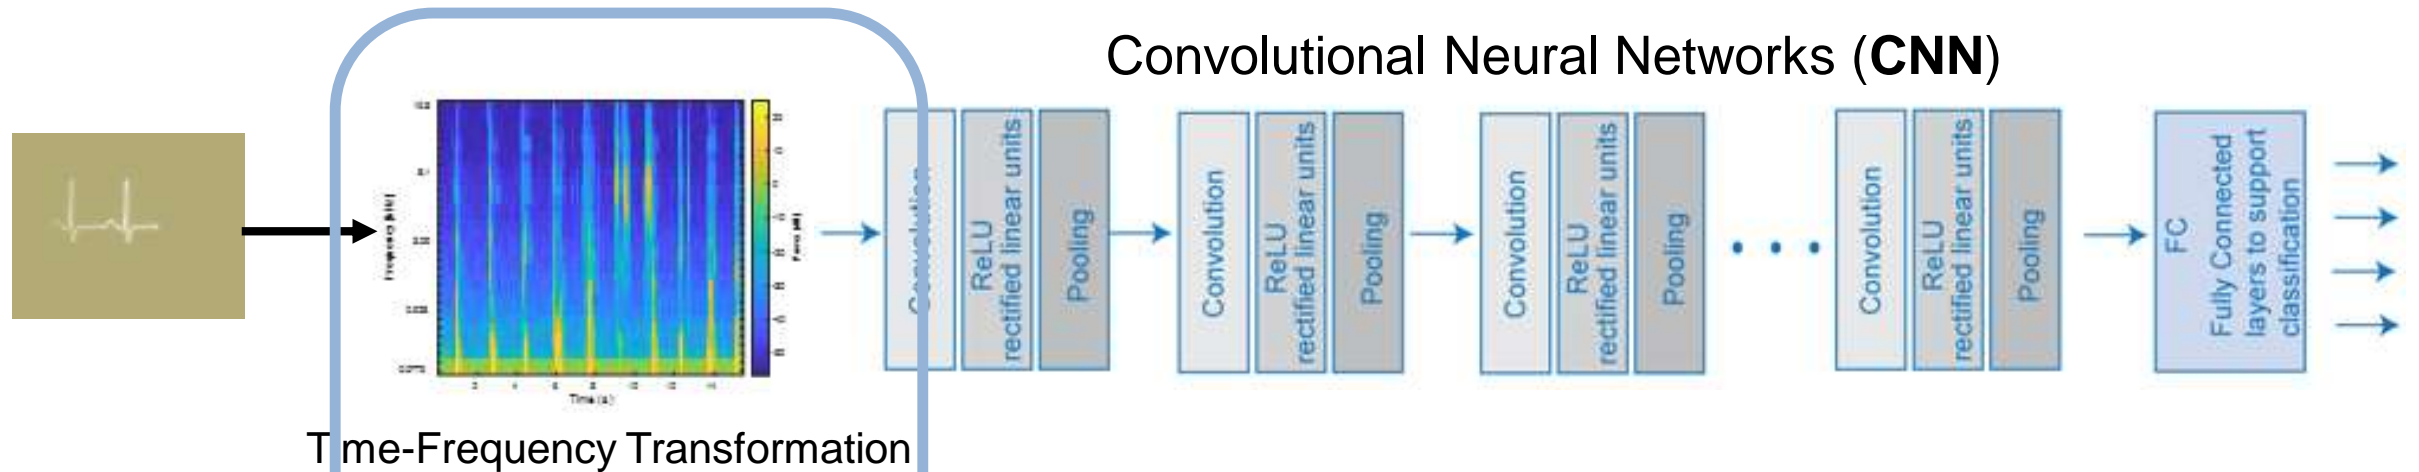 Convolutional Neural Networks (CNN)
Convolution
ReLU
rectified linear units
Pooling
Convolution
ReLU
rectified linear units
Pooling
Convolution
ReLU
rectified linear units
Pooling
Convolution
ReLU
rectified linear units
Pooling
FC
Fully Connected
layers to support
classification
Time (s)
Time-Frequency Transformation